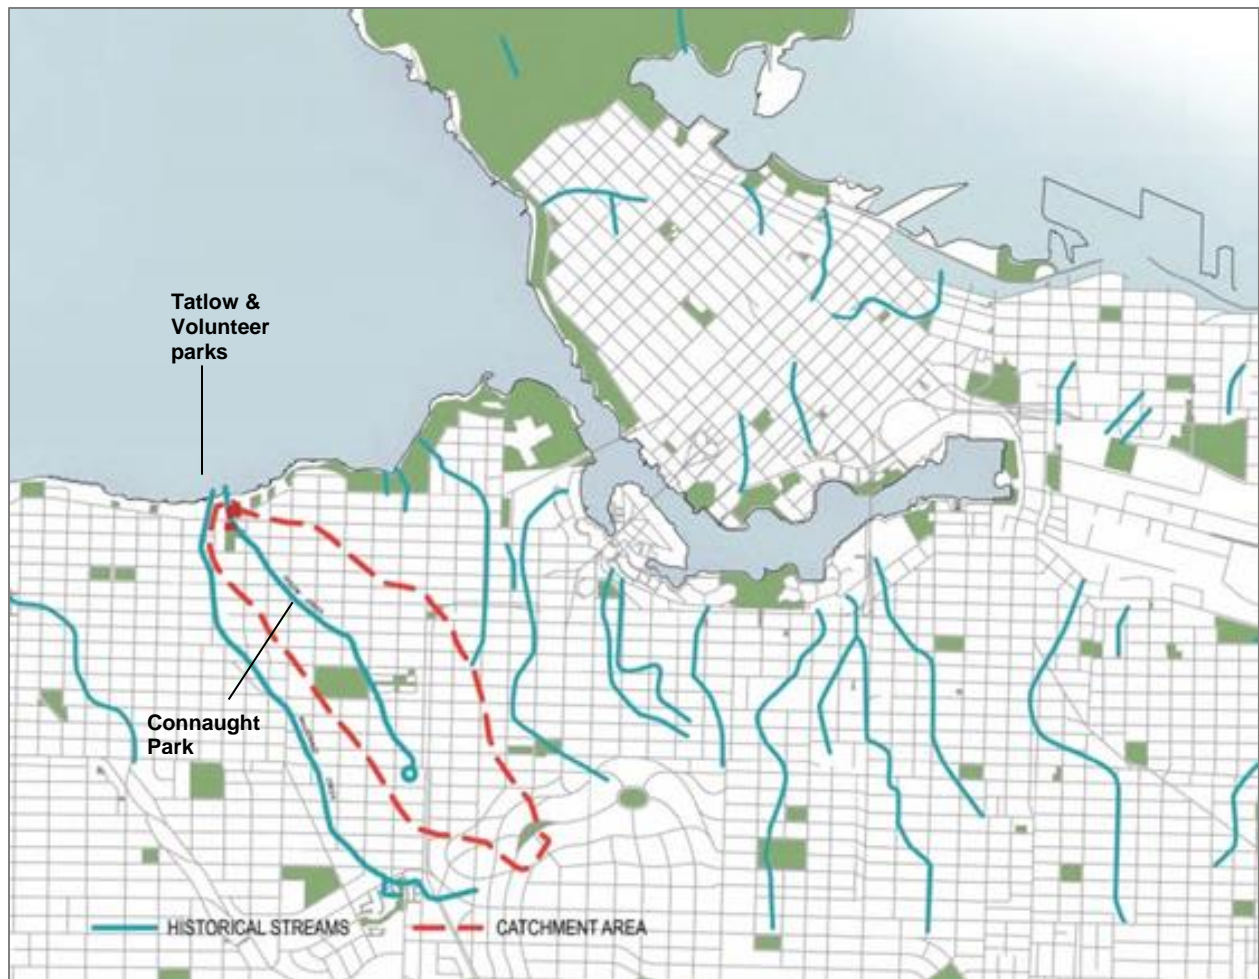 Tatlow &
Volunteer
parks
Connaught
Park
HISTORICAL STREAMS
CATCHMENT AREA